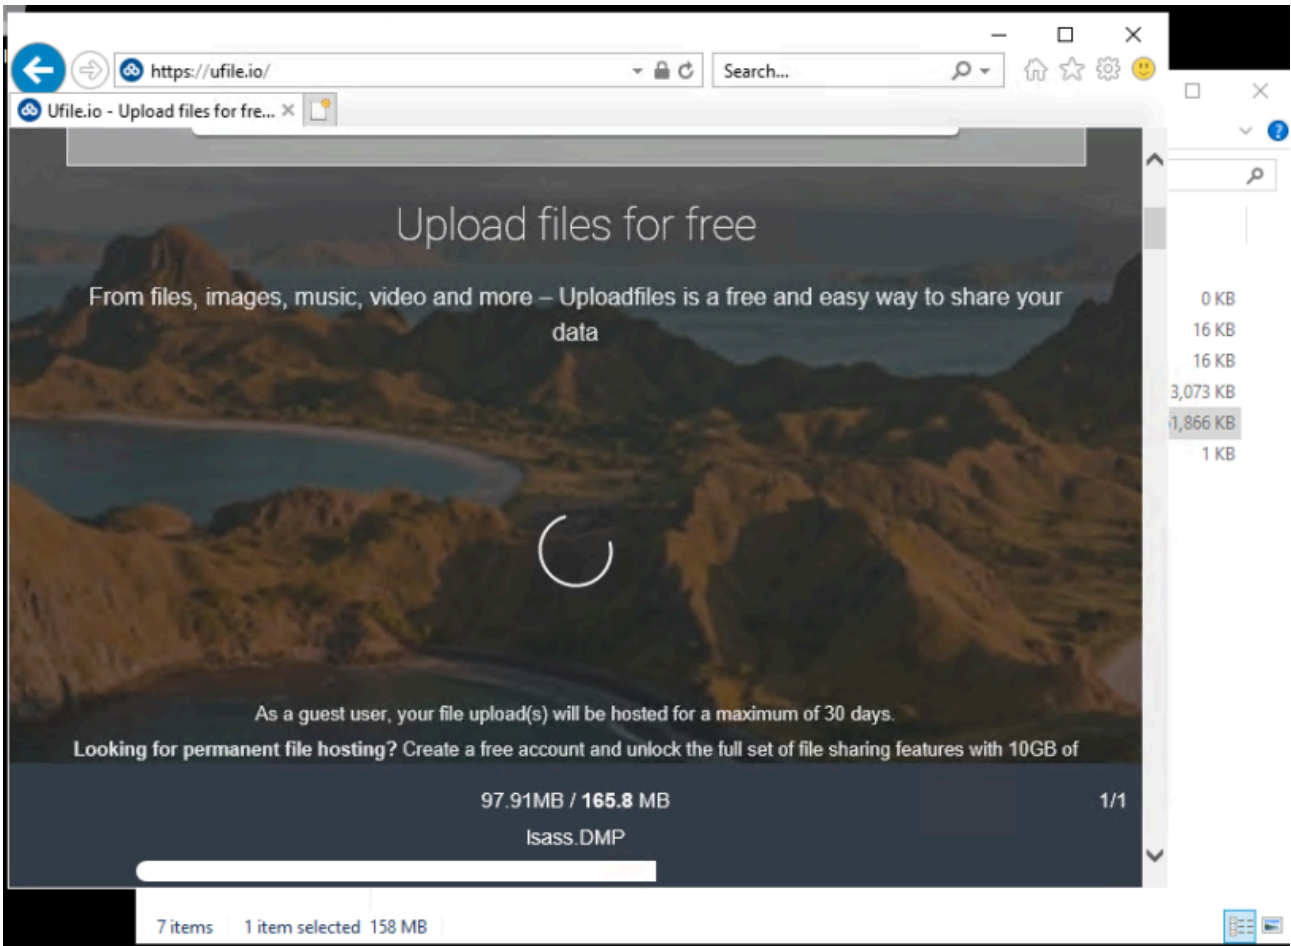 https://ufile.io/
Search...
Ufile.io - Upload files for fre...
Upload files for free
From files, images, music, video and more – Uploadfiles is a free and easy way to share your
data
0 KB
16 KB
16 KB
3,073 KB
1,866 KB
1 KB
As a guest user, your file upload(s) will be hosted for a maximum of 30 days.
Looking for permanent file hosting? Create a free account and unlock the full set of file sharing features with 10GB of
97.91MB / 165.8 MB
1/1
lsass.DMP
7 items 1 item selected 158 MB